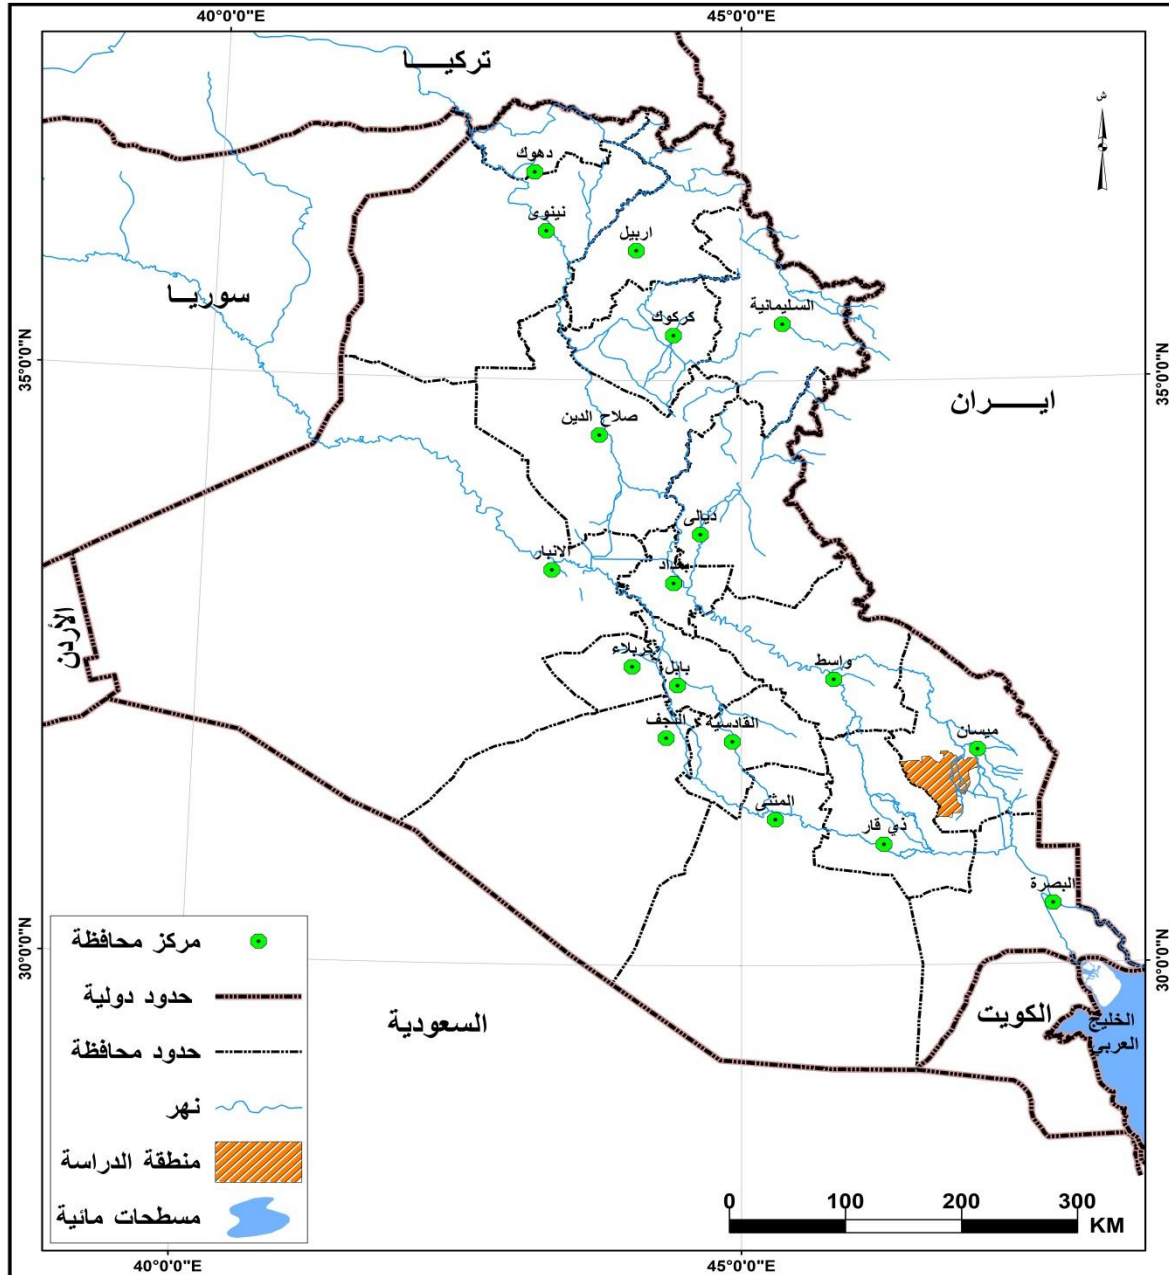 40°0'0"E
45°0'0"E
تركيـــــا
ش
دهوك
نينوى
اربيل
سوريـــا
السليمانية
كركوك
35°0'0"N
35°0'0"N
ايـــــران
صلاح الدين
ديالى
الانبار
بغداد
الأردن
كربلاء
بابل
واسط
النجف
القادسية
ميسان
المثنى
ذي قار
البصرة
30°0'0"N
30°0'0"N
السعودية
الكويت
الخليج
العربي
مركز محافظة
حدود دولية
حدود محافظة
نهر
منطقة الدراسة
مسطحات مائية
0 100 200 300
KM
40°0'0"E
45°0'0"E